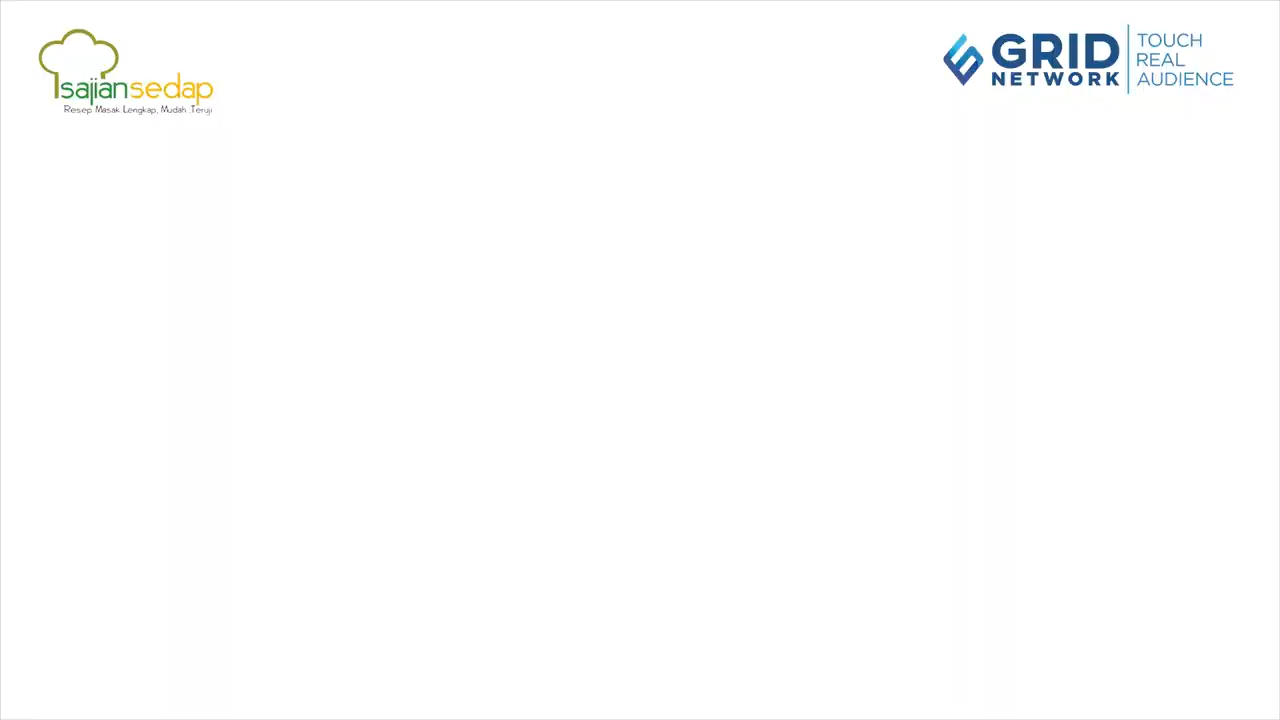 sajiansedap
Resep Masak Lengkap, Mudah Teruji
GRID
NETWORK
TOUCH
REAL
AUDIENCE